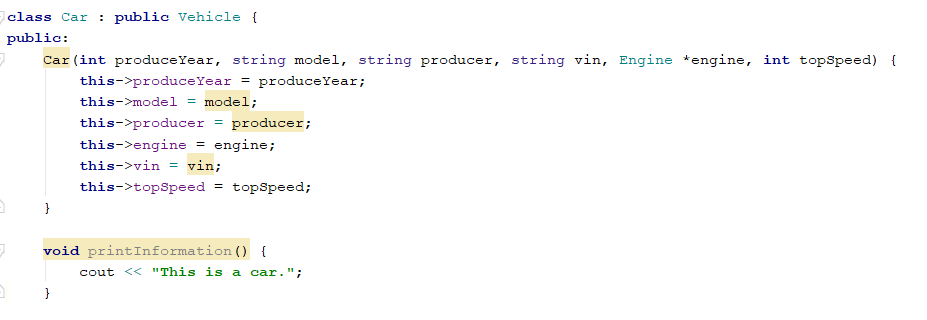 class Car : public Vehicle {
public:
    Car(int produceYear, string model, string producer, string vin, Engine *engine, int topSpeed) {
        this->produceYear = produceYear;
        this->model = model;
        this->producer = producer;
        this->engine = engine;
        this->vin = vin;
        this->topSpeed = topSpeed;
    }

    void printInformation() {
        cout << "This is a car.";
    }